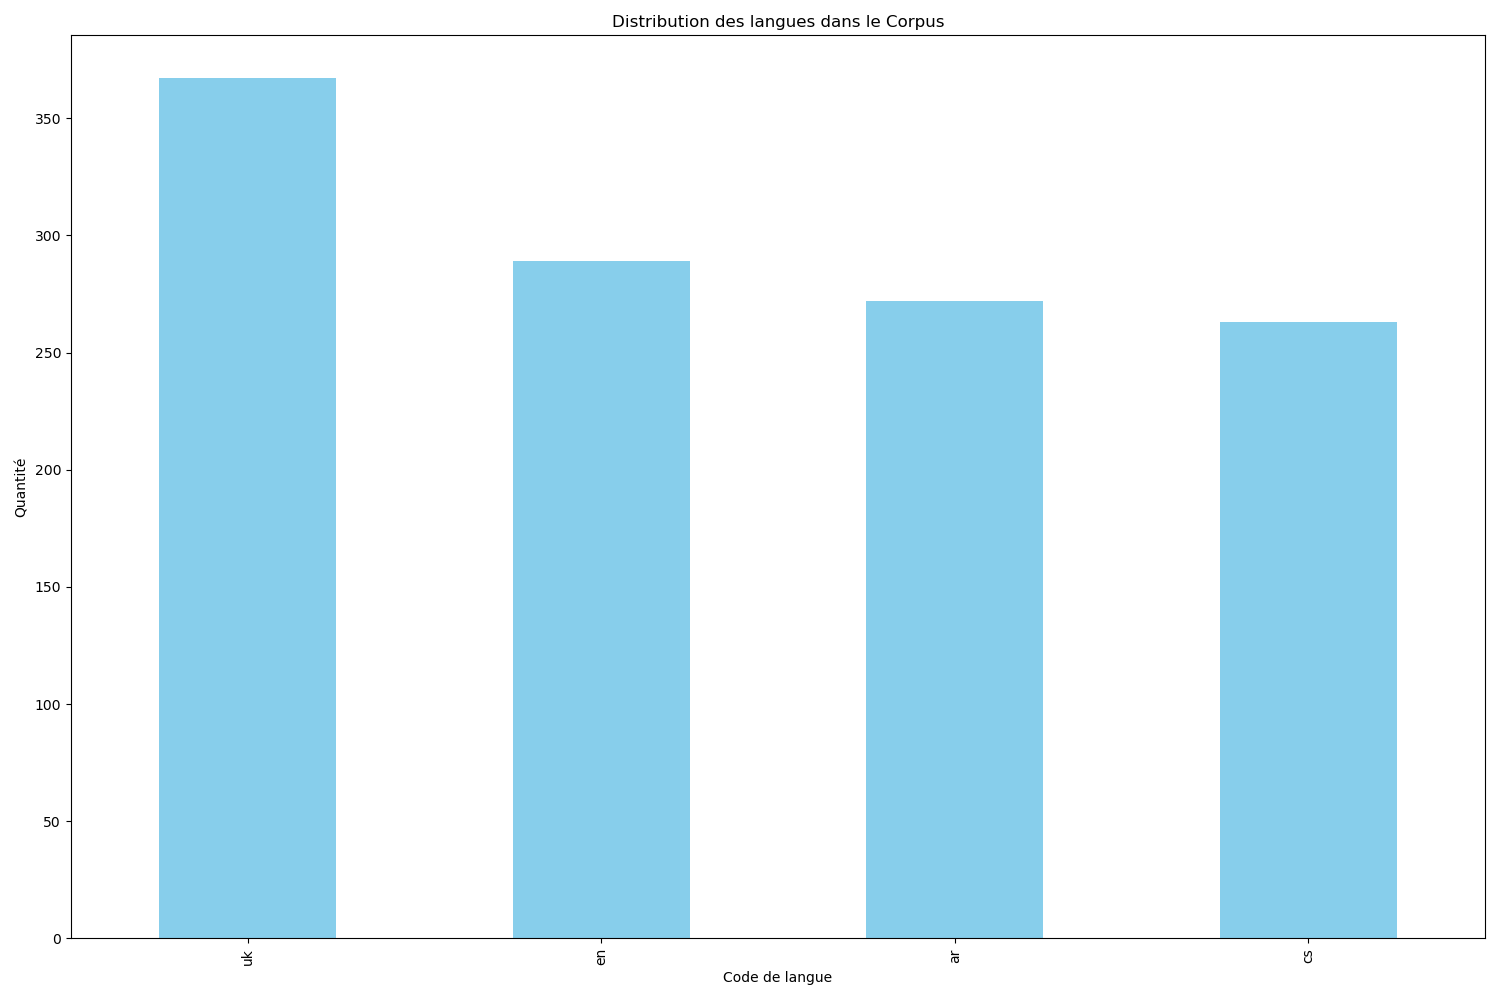 Distribution des langues dans le Corpus
Quantité
350
300
250
200
150
100
50
0
uk
en
ar
cs
Code de langue